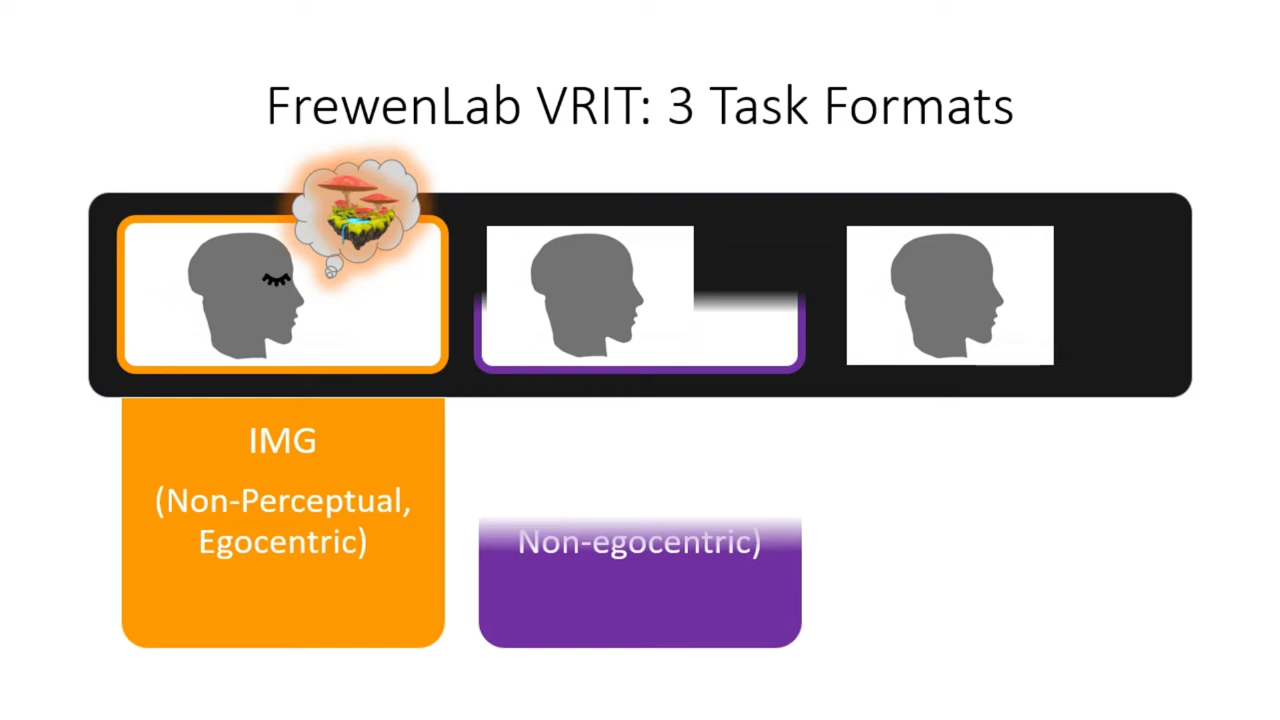 FrewenLab VRIT: 3 Task Formats
IMG
(Non-Perceptual,
Egocentric)
Non-egocentric)